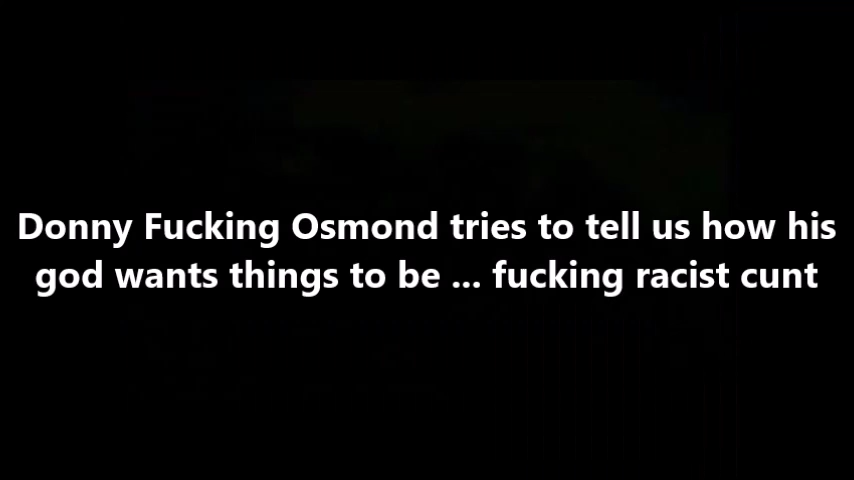 Donny Fucking Osmond tries to tell us how his
god wants things to be ... fucking racist cunt